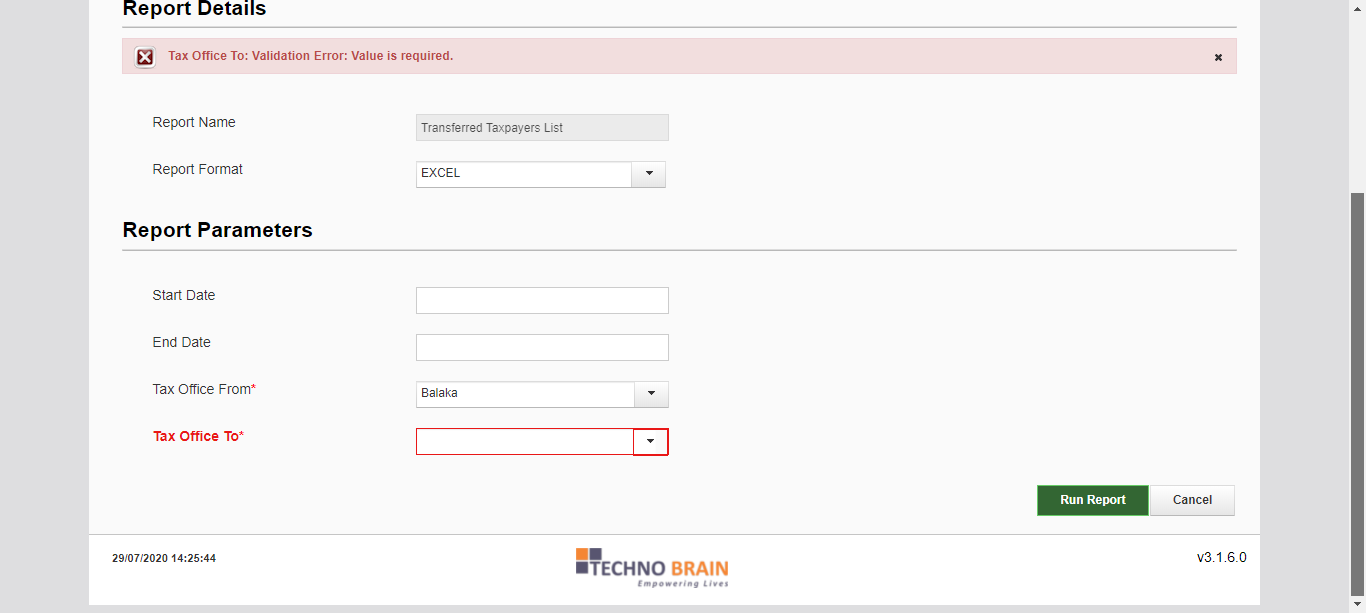 Report Details
Tax Office To: Validation Error: Value is required.
Report Name
Transferred Taxpayers List
Report Format
EXCEL
Report Parameters
Start Date
End Date
Tax Office From*
Balaka
Tax Office To*
Run Report
Cancel
29/07/2020 14:25:44
TECHNO BRAIN
Empowering Lives
v3.1.6.0